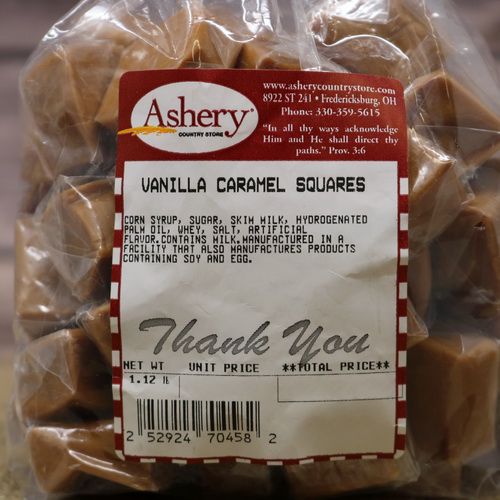 Ashery
COUNTRY STORE
www.asherycountrystore.com
8922 ST 241 • Fredericksburg, OH
Phone: 330-359-5615
"In all thy ways acknowledge
Him and He shall direct thy
paths." Prov. 3:6
VANILLA CARAMEL SQUARES
CORN SYRUP, SUGAR, SKIM MILK, HYDROGENATED
PALM OIL, WHEY, SALT, ARTIFICIAL
FLAVOR.CONTAINS MILK.MANUFACTURED IN A
FACILITY THAT ALSO MANUFACTURES PRODUCTS
CONTAINING SOY AND EGG.
Thank You
NET WT UNIT PRICE **TOTAL PRICE**
1.12 lb
2 52924 70458 2